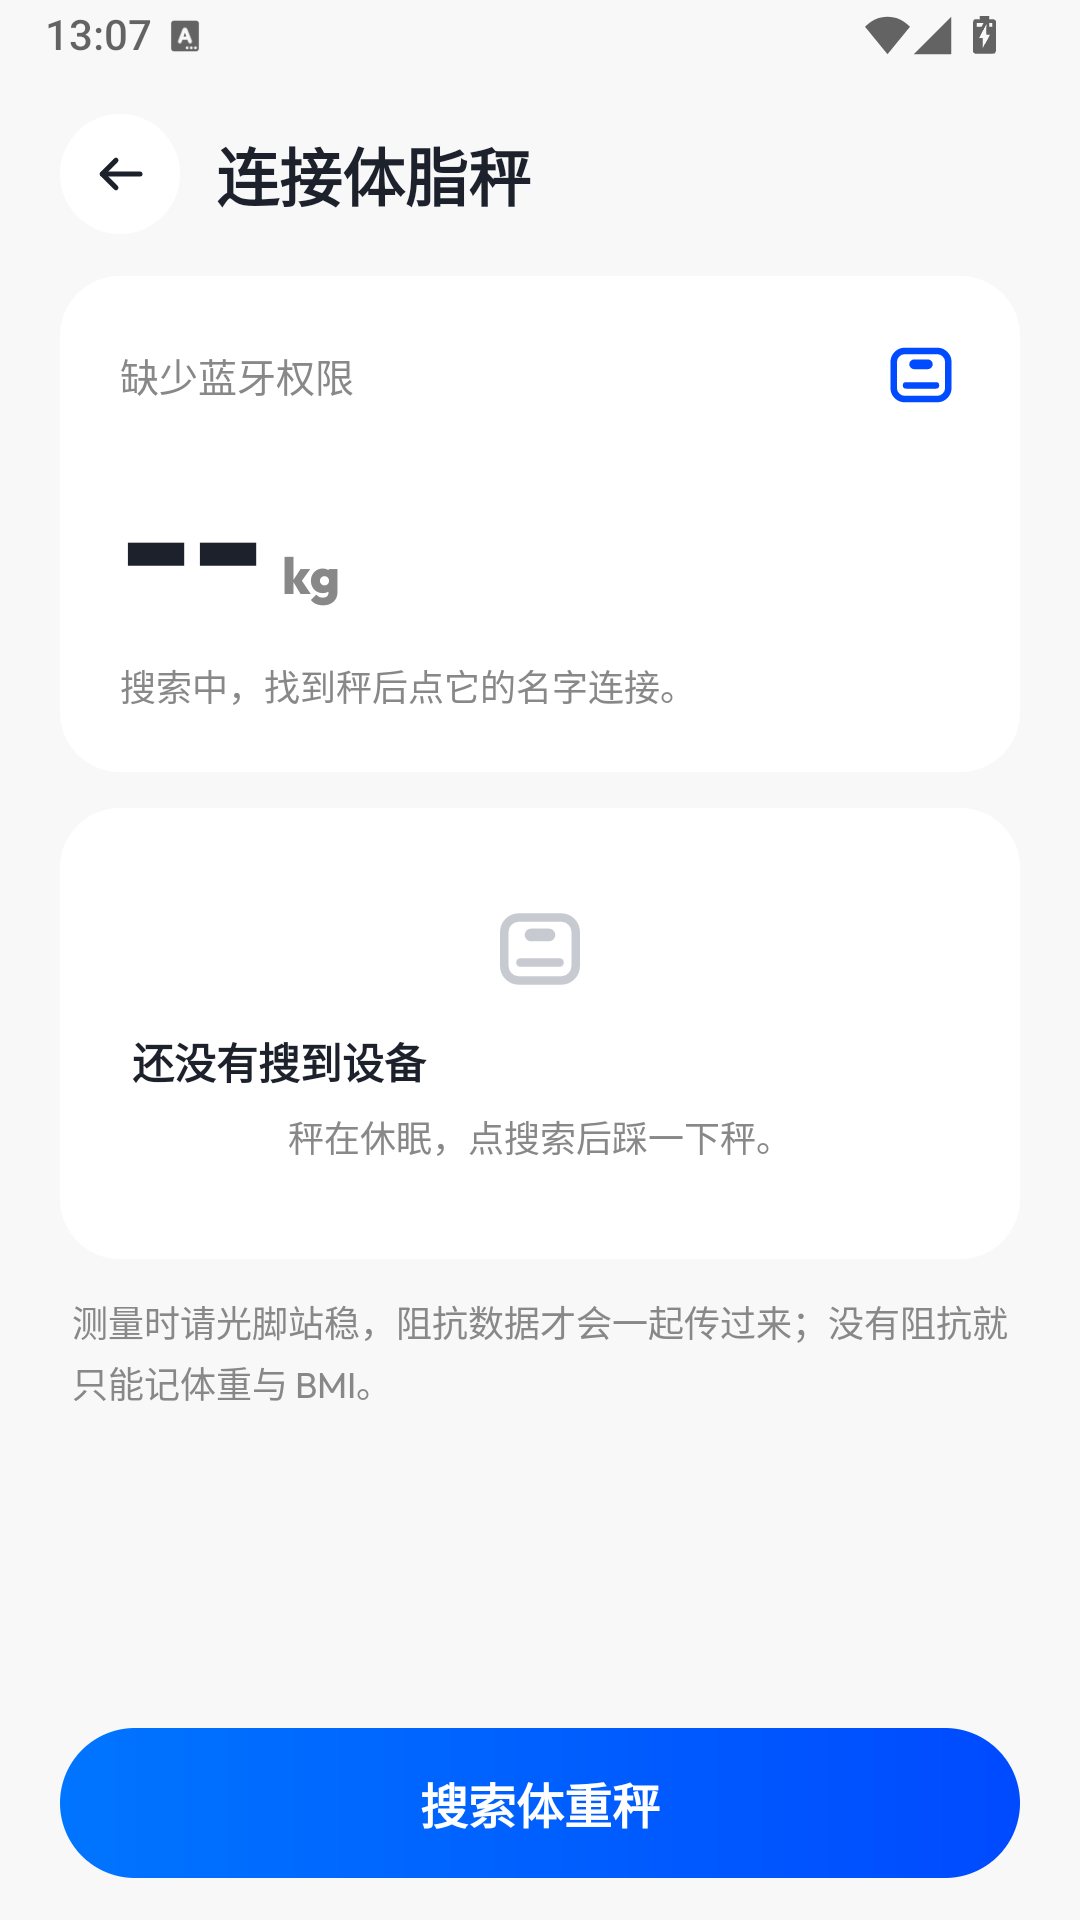 13:07
连接体脂秤
缺少蓝牙权限
-- kg
搜索中，找到秤后点它的名字连接。
还没有搜到设备
秤在休眠，点搜索后踩一下秤。
测量时请光脚站稳，阻抗数据才会一起传过来；没有阻抗就
只能记体重与 BMI。
搜索体重秤